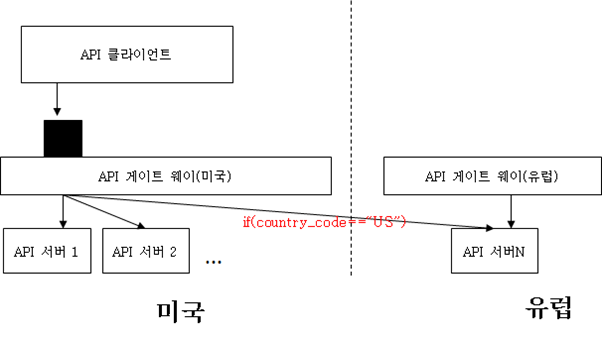 API 클라이언트
API 게이트 웨이(미국)
API 게이트 웨이(유럽)
if(country_code=="US")
API 서버 1
API 서버 2
...
API 서버N
미국
유럽